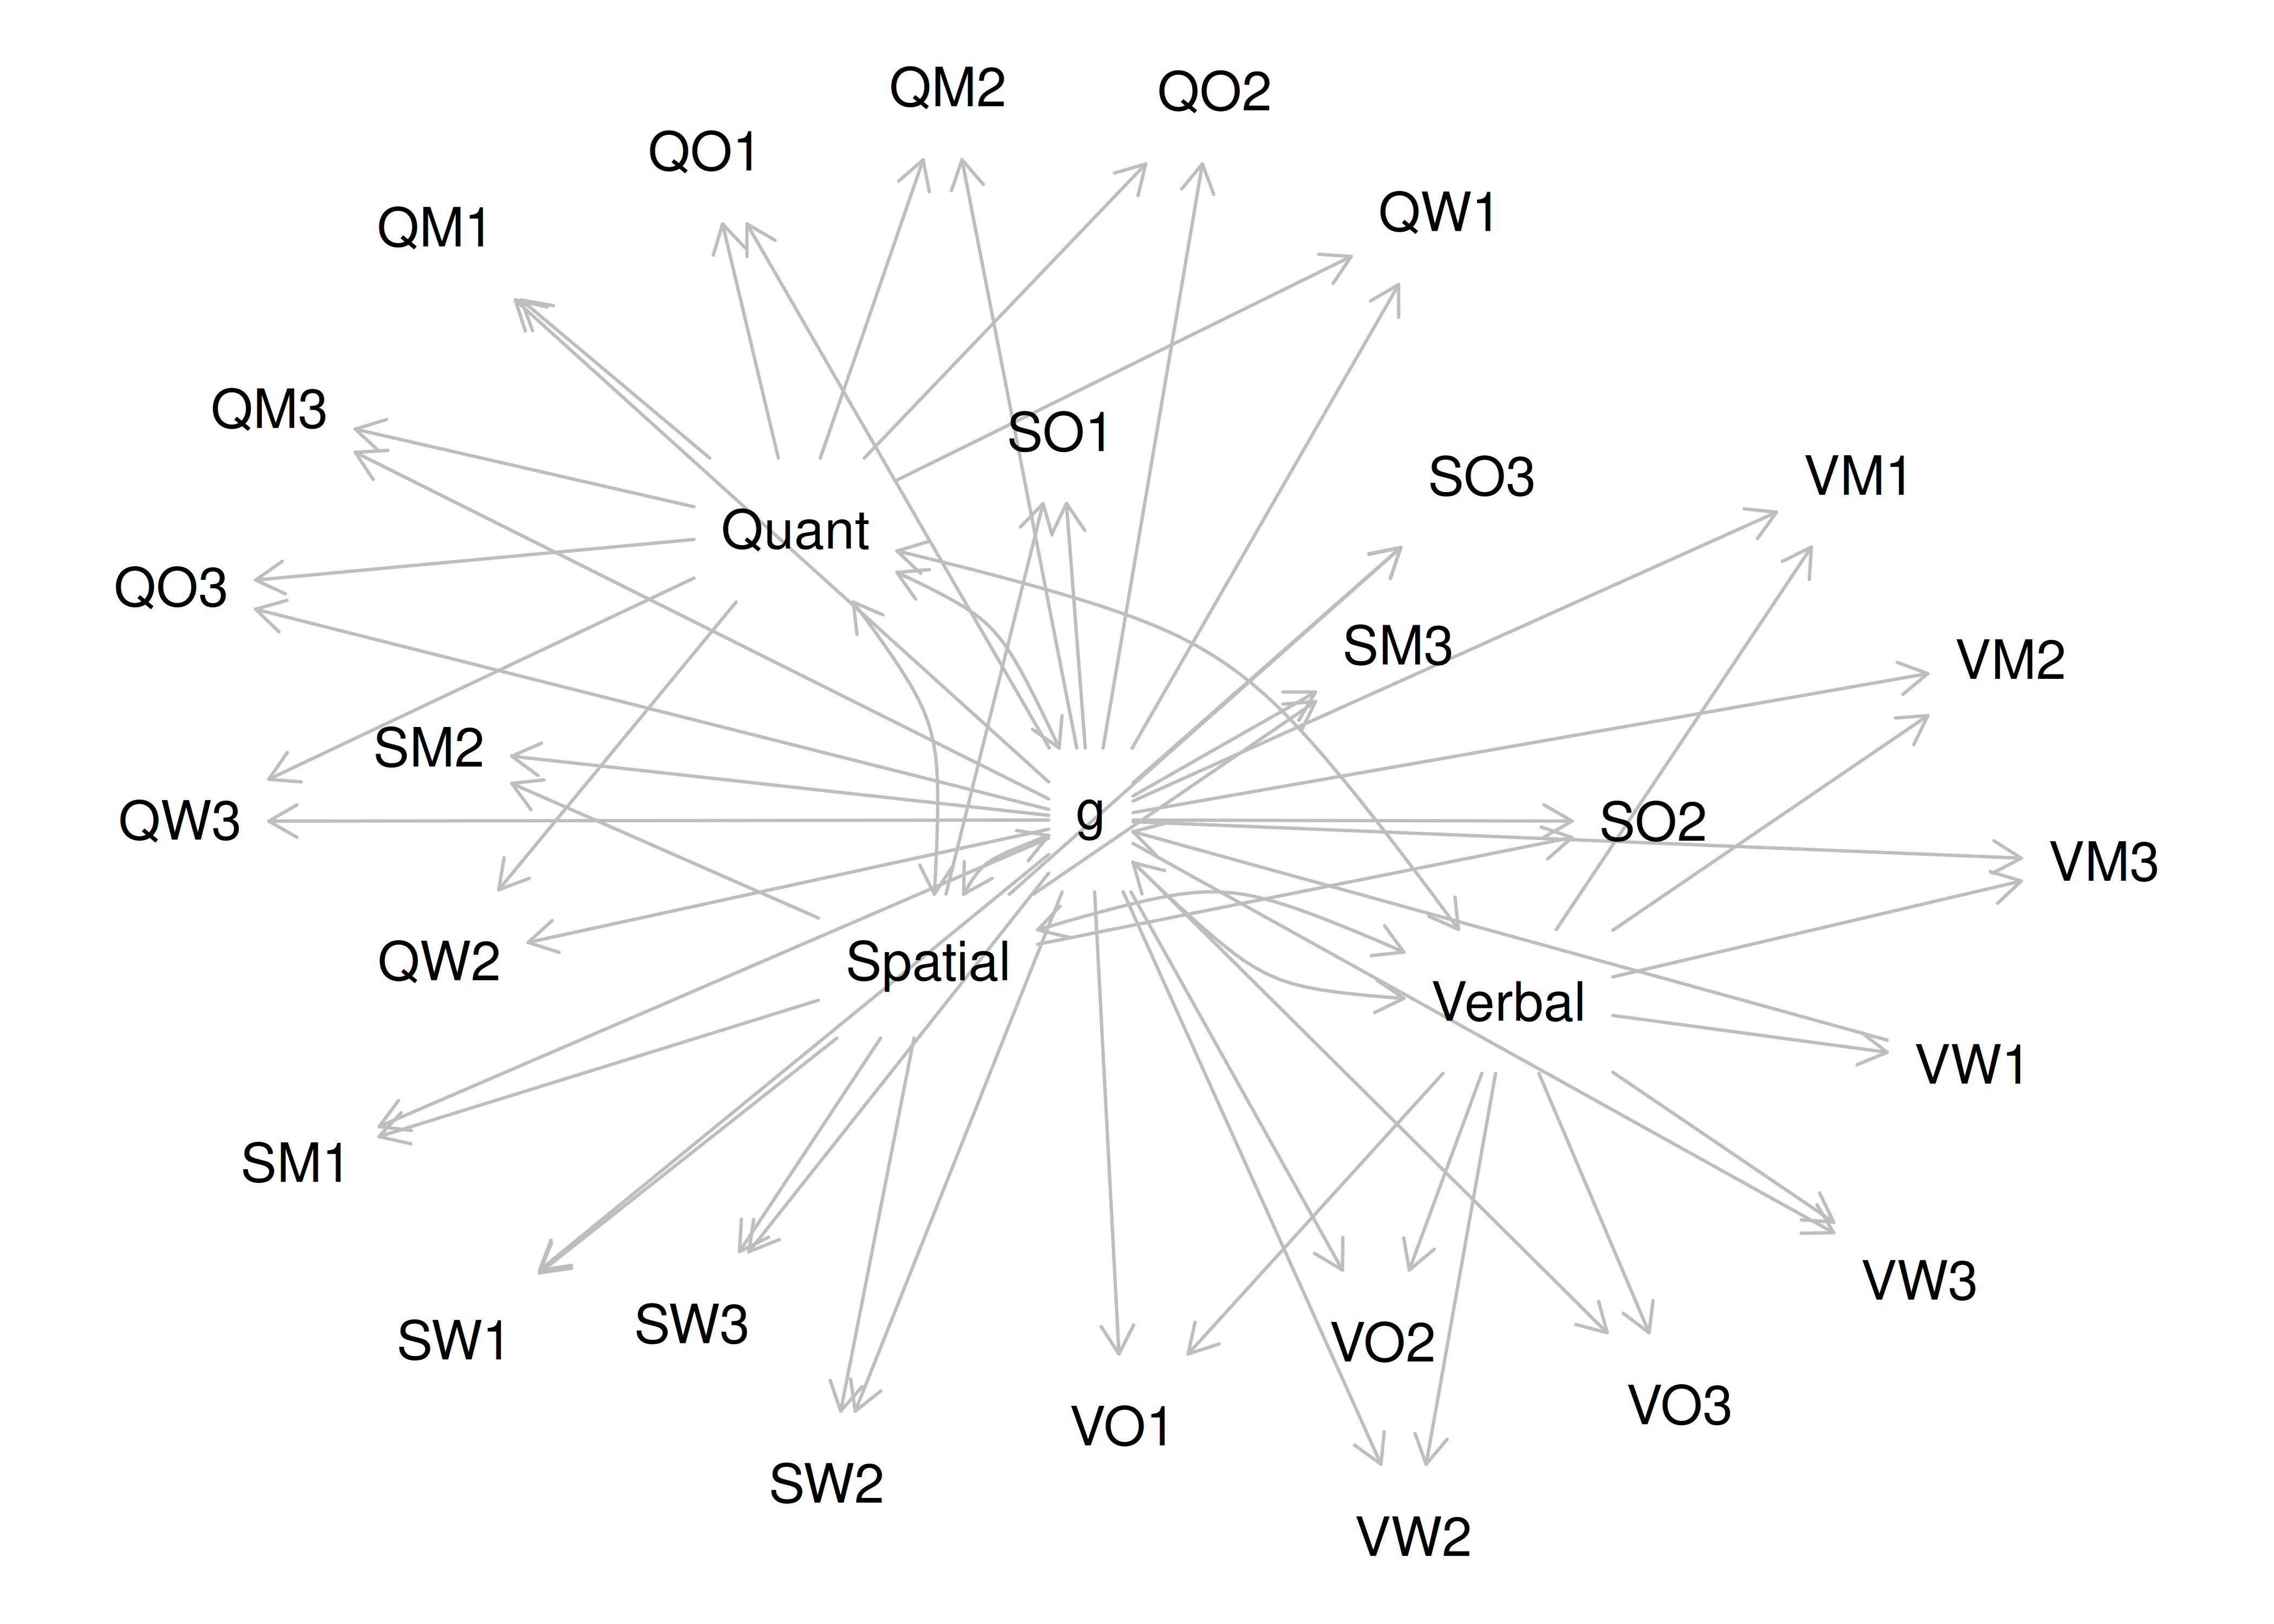 QM2
QO2
QO1
QW1
QM1
QM3
SO1
SO3
VM1
Quant
QO3
SM3
VM2
SM2
g
QW3
SO2
VM3
QW2
Spatial
Verbal
VW1
SM1
VW3
SW3
SW1
VO2
VO3
VO1
SW2
VW2